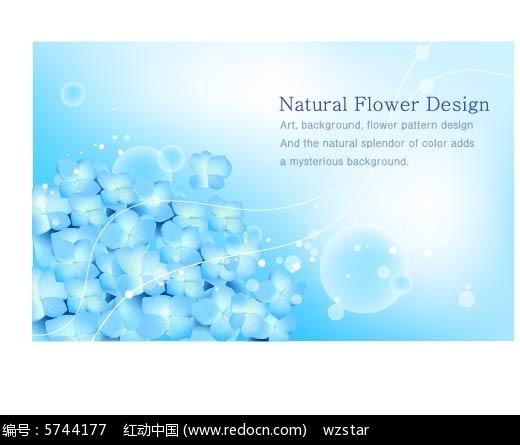 Natural Flower Design
Art, background, flower pattern design
And the natural splendor of color adds
a mysterious background.
编号：5744177 红动中国 (www.redocn.com) wzstar